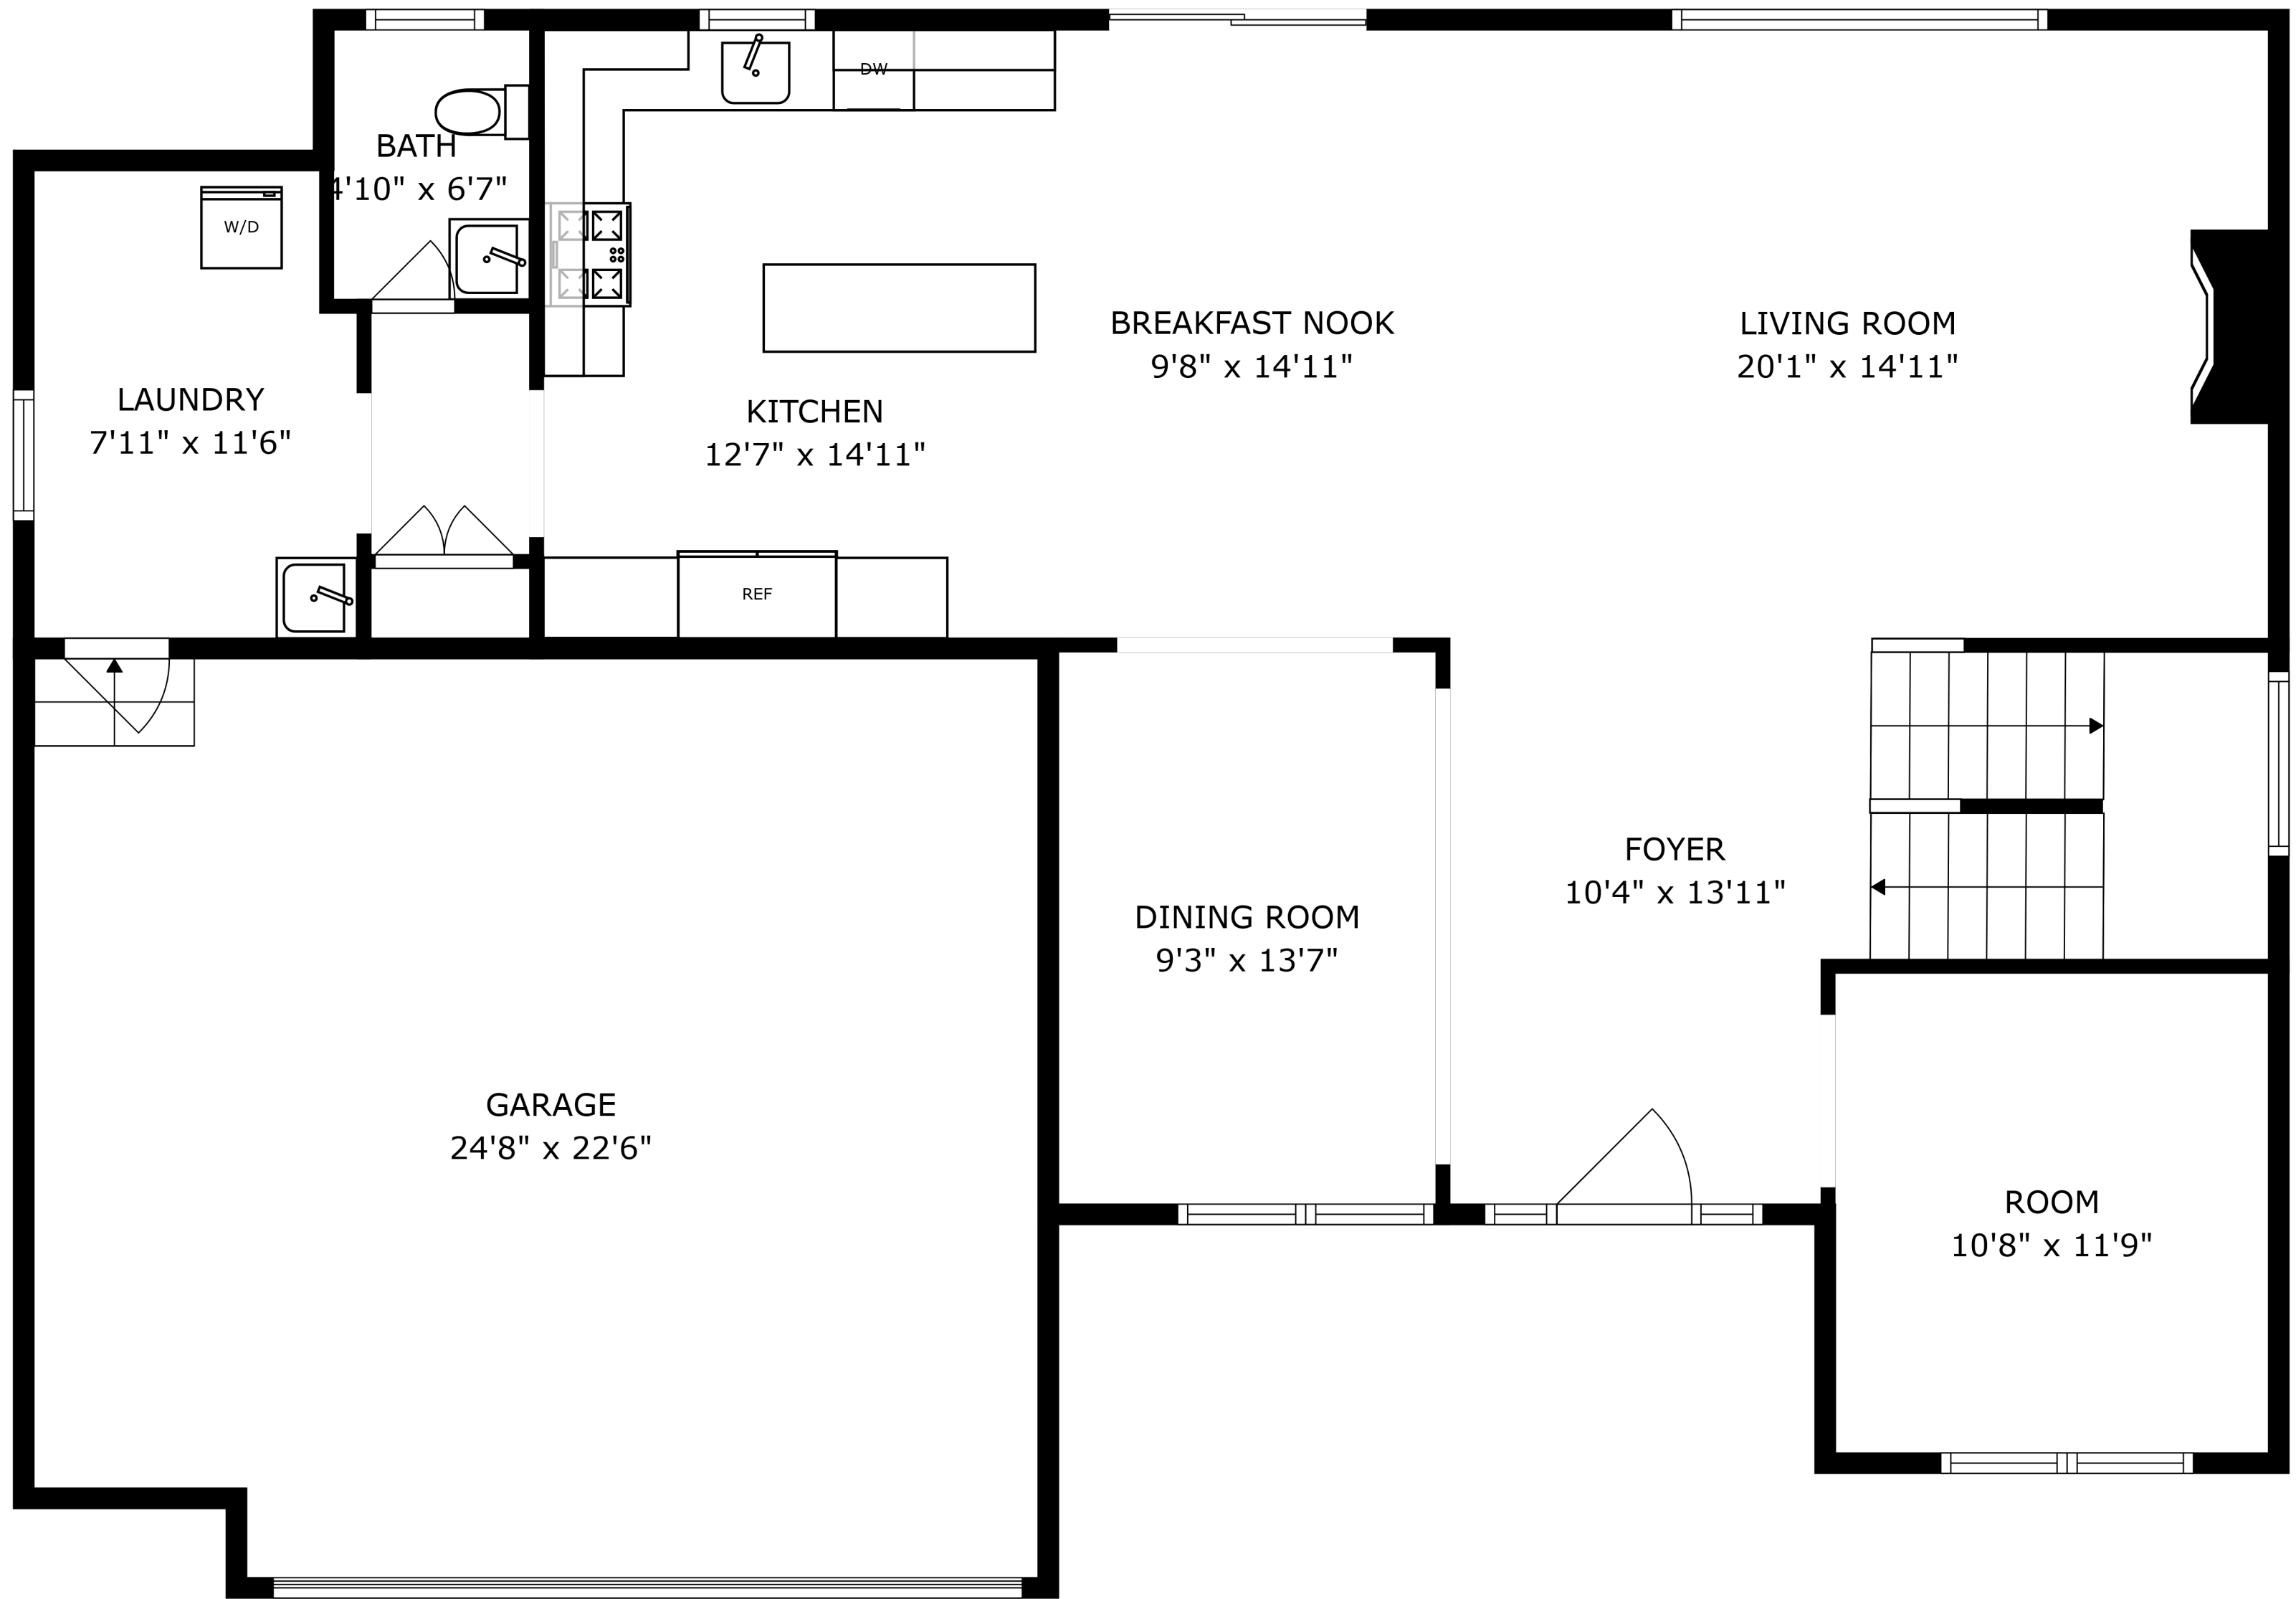 DW
BATH
4'10" x 6'7"
W/D
BREAKFAST NOOK
9'8" x 14'11"
LIVING ROOM
20'1" x 14'11"
LAUNDRY
7'11" x 11'6"
KITCHEN
12'7" x 14'11"
REF
FOYER
10'4" x 13'11"
DINING ROOM
9'3" x 13'7"
GARAGE
24'8" x 22'6"
ROOM
10'8" x 11'9"